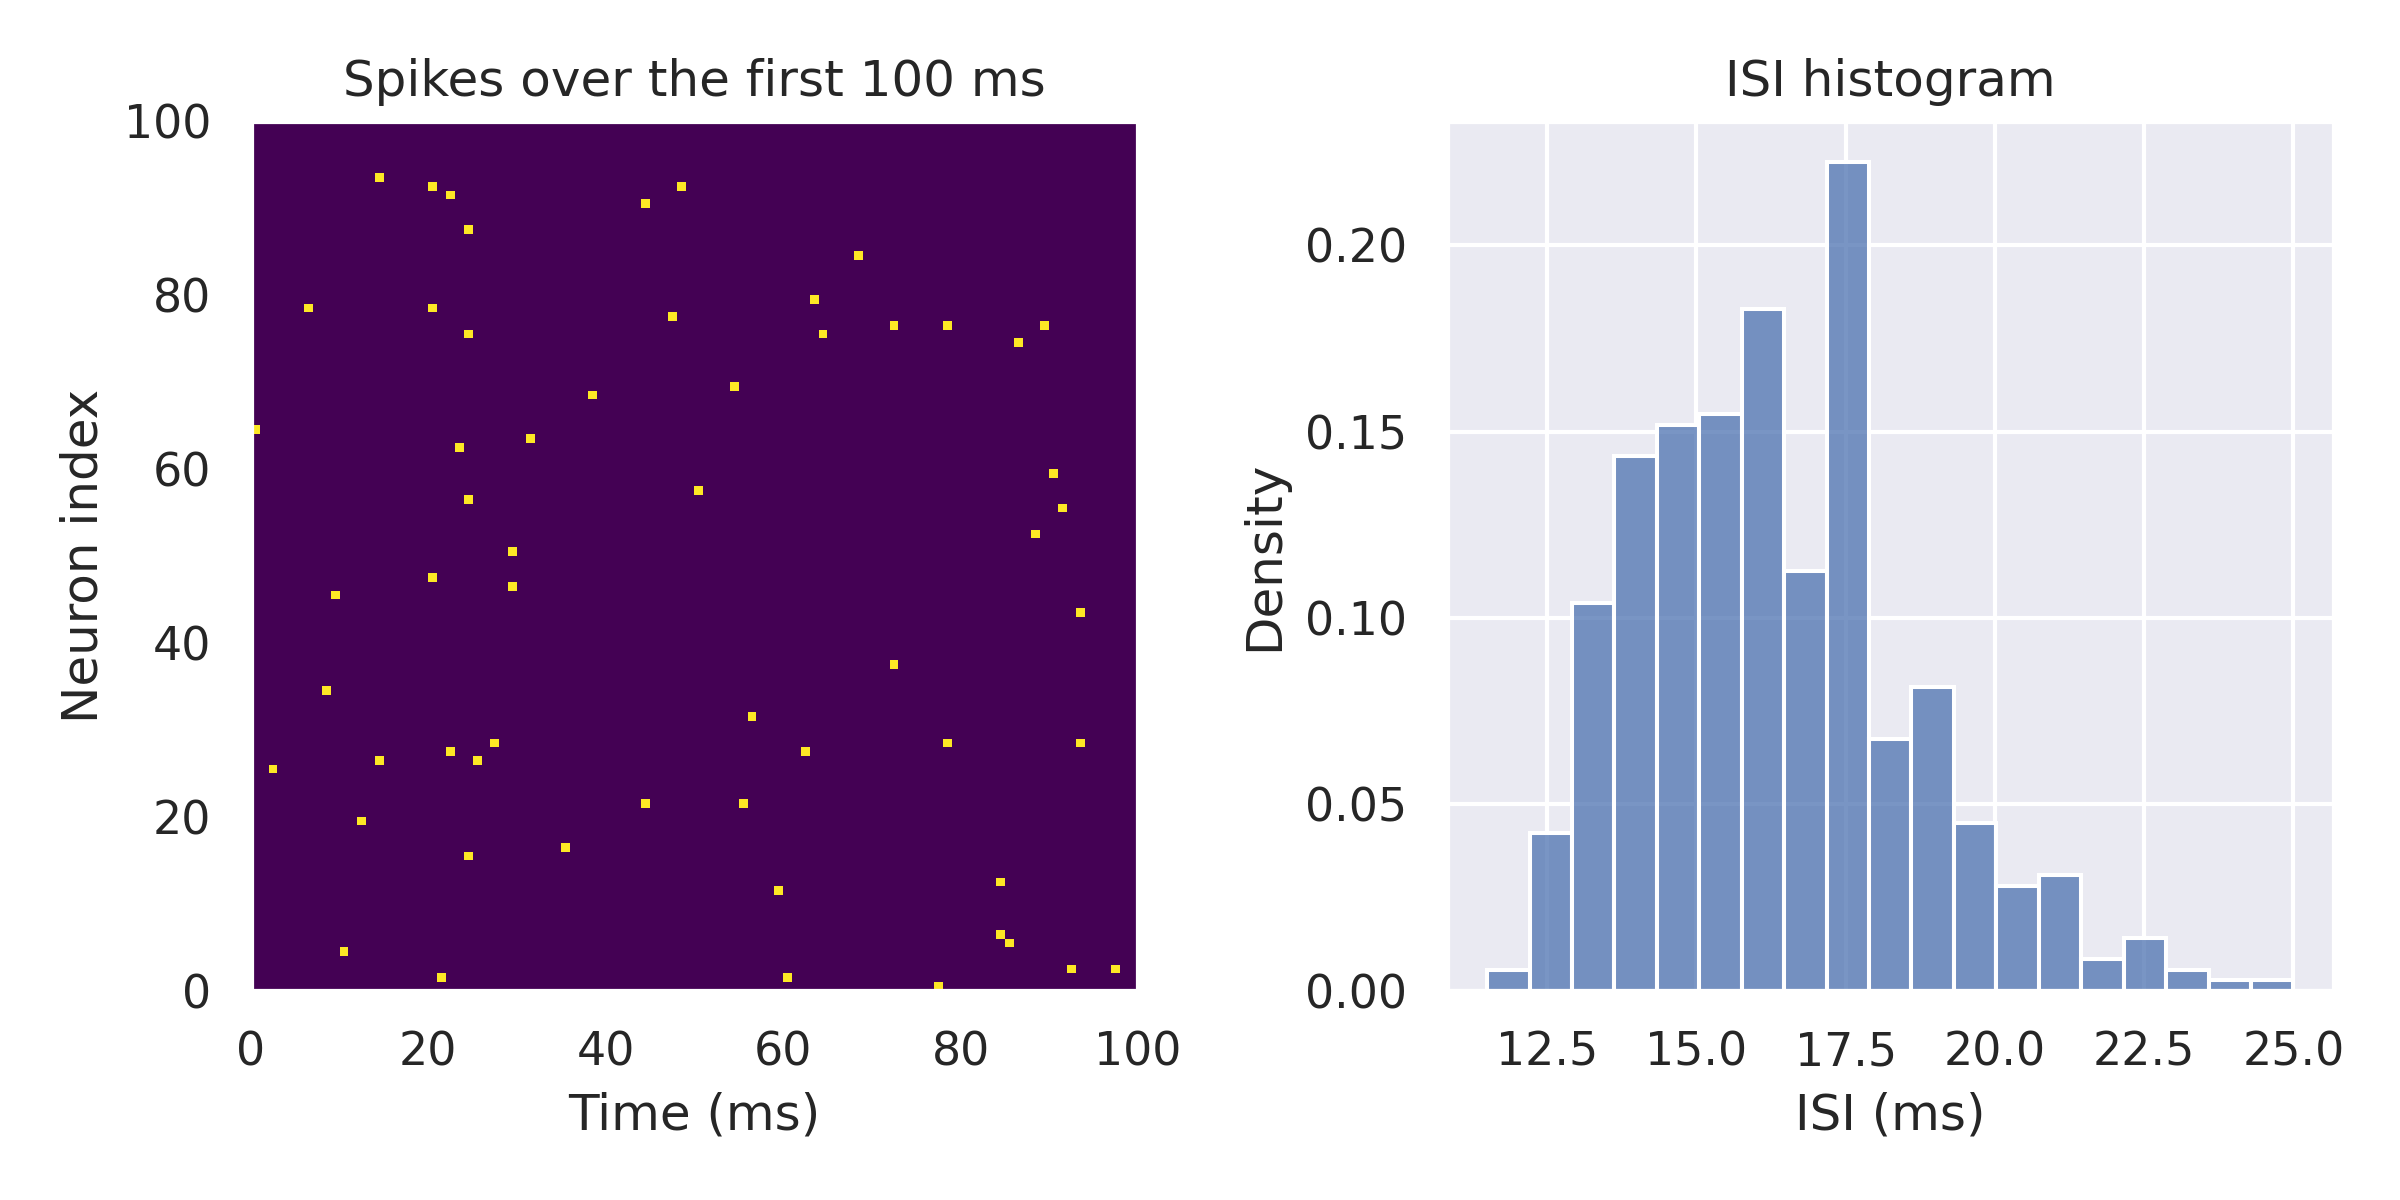 Spikes over the first 100 ms
100
80
60
40
20
0
Neuron index
0 20 40 60 80 100
Time (ms)
ISI histogram
0.20
0.15
0.10
0.05
0.00
Density
12.5 15.0 17.5 20.0 22.5 25.0
ISI (ms)